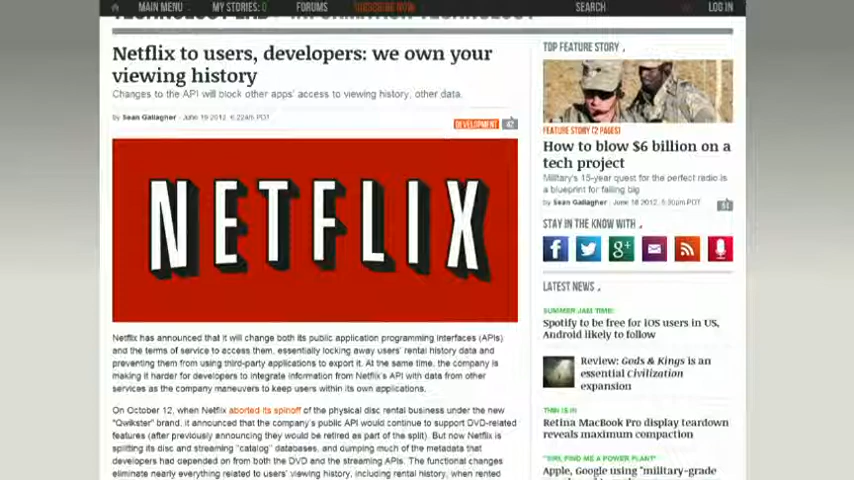 MAIN MENU
MY STORIES: 0
FORUMS
SUBSCRIBE NOW
SEARCH
LOG IN
TECHNOLOGY LAB / INFORMATION TECHNOLOGY
Netflix to users, developers: we own your
viewing history
Changes to the API will block other apps' access to viewing history, other data.
by Sean Gallagher - June 19 2012, 6:22am PDT
DEVELOPMENT
42
NETFLIX
Netflix has announced that it will change both its public application programming interfaces (APIs)
and the terms of service to access them, essentially locking away users' rental history data and
preventing them from using third-party applications to export it. At the same time, the company is
making it harder for developers to integrate information from Netflix's API with data from other
services as the company maneuvers to keep users within its own applications.
On October 12, when Netflix aborted its spinoff of the physical disc rental business under the new
"Qwikster" brand, it announced that the company's public API would continue to support DVD-related
features (after previously announcing they would be retired as part of the split). But now Netflix is
splitting its disc and streaming "catalog" databases, and dumping much of the metadata that
developers had depended on from both the DVD and the streaming APIs. The functional changes
eliminate nearly everything related to users' viewing history, including rental history, when rented
TOP FEATURE STORY
FEATURE STORY (2 PAGES)
How to blow $6 billion on a
tech project
Military's 15-year quest for the perfect radio is
a blueprint for failing big
by Sean Gallagher - June 18 2012, 5:30pm PDT
STAY IN THE KNOW WITH
LATEST NEWS
SUMMER JAM TIME!
Spotify to be free for iOS users in US,
Android likely to follow
Review: Gods & Kings is an
essential Civilization
expansion
THIS IS IN
Retina MacBook Pro display teardown
reveals maximum compaction
"SIRI, FIND ME A POWER PLANT"
Apple, Google using "military-grade